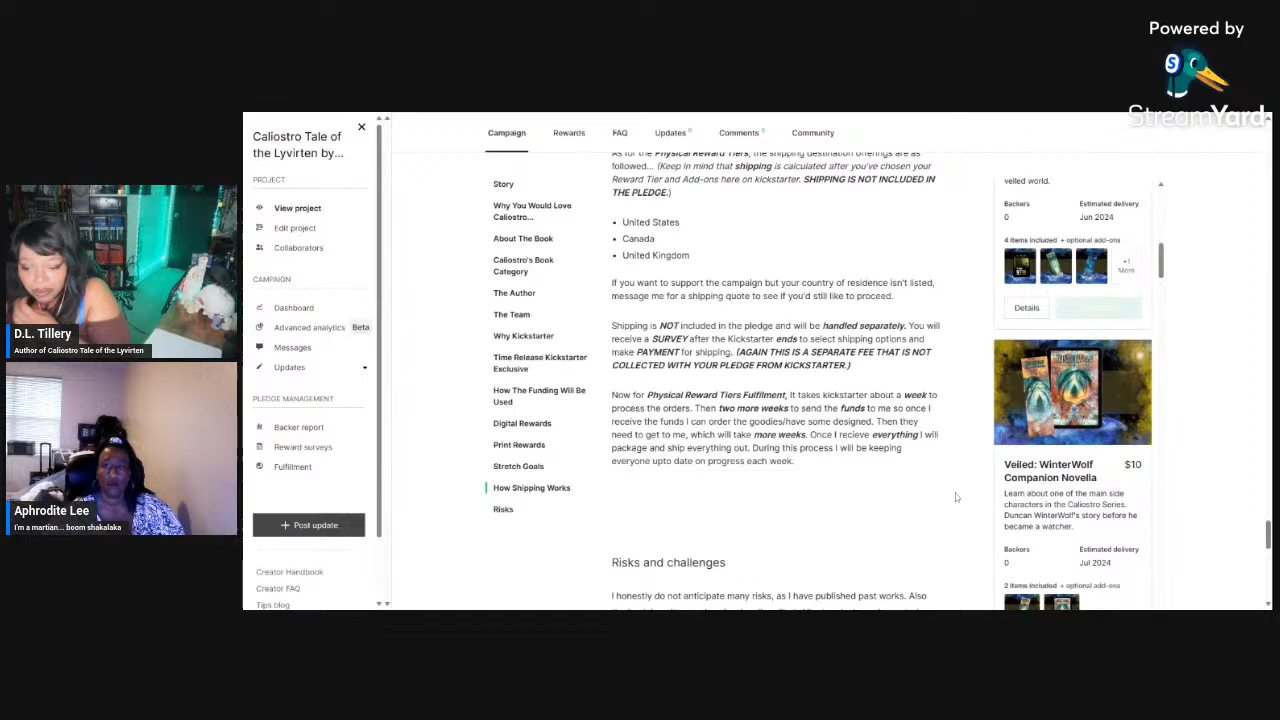 Powered by
S
StreamYard
D.L. Tillery
Author of Caliostro Tale of the Lyvirten
Aphrodite Lee
I'm a martian... boom shakalaka
Caliostro Tale of
the Lyvirten by...
PROJECT
View project
Edit project
Collaborators
CAMPAIGN
Dashboard
Advanced analytics Beta
Messages
Updates
PLEDGE MANAGEMENT
Backer report
Reward surveys
Fulfillment
+ Post update
Creator Handbook
Creator FAQ
Tips blog
Campaign Rewards FAQ Updates 0 Comments 0 Community
Story
Why You Would Love
Caliostro...
About The Book
Caliostro's Book
Category
The Author
The Team
Why Kickstarter
Time Release Kickstarter
Exclusive
How The Funding Will Be
Used
Digital Rewards
Print Rewards
Stretch Goals
How Shipping Works
Risks
As for the Physical Reward Tiers, the shipping destination offerings are as
followed... (Keep in mind that shipping is calculated after you've chosen your
Reward Tier and Add-ons here on kickstarter. SHIPPING IS NOT INCLUDED IN
THE PLEDGE.)
• United States
• Canada
• United Kingdom
If you want to support the campaign but your country of residence isn't listed,
message me for a shipping quote to see if you'd still like to proceed.
Shipping is NOT included in the pledge and will be handled separately. You will
receive a SURVEY after the Kickstarter ends to select shipping options and
make PAYMENT for shipping. (AGAIN THIS IS A SEPARATE FEE THAT IS NOT
COLLECTED WITH YOUR PLEDGE FROM KICKSTARTER.)
Now for Physical Reward Tiers Fulfilment, It takes kickstarter about a week to
process the orders. Then two more weeks to send the funds to me so once I
receive the funds I can order the goodies/have some designed. Then they
need to get to me, which will take more weeks. Once I recieve everything I will
package and ship everything out. During this process I will be keeping
everyone upto date on progress each week.
Risks and challenges
I honestly do not anticipate many risks, as I have published past works. Also
veiled world.
Backers Estimated delivery
0 Jun 2024
4 items included + optional add-ons
+1
More
Details
Veiled: WinterWolf $10
Companion Novella
Learn about one of the main side
characters in the Caliostro Series.
Duncan WinterWolf's story before he
became a watcher.
Backers Estimated delivery
0 Jul 2024
2 items included + optional add-ons